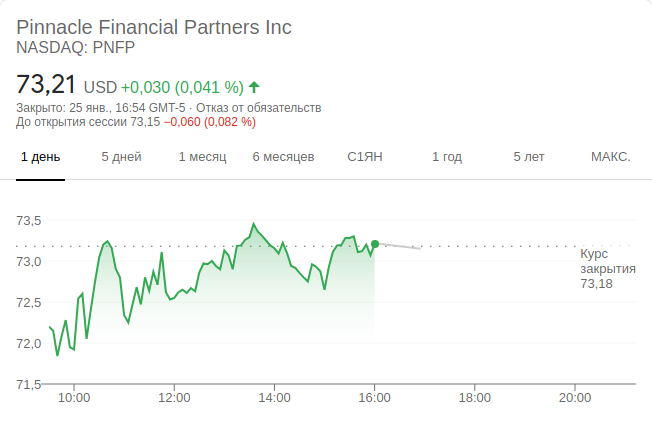 Pinnacle Financial Partners Inc
NASDAQ: PNFP
73,21 USD +0,030 (0,041 %)
Закрыто: 25 янв., 16:54 GMT-5 · Отказ от обязательств
До открытия сессии 73,15 −0,060 (0,082 %)
1 день 5 дней 1 месяц 6 месяцев С1ЯН 1 год 5 лет МАКС.
73,5
73,0
72,5
72,0
71,5
Курс
закрытия
73,18
10:00 12:00 14:00 16:00 18:00 20:00